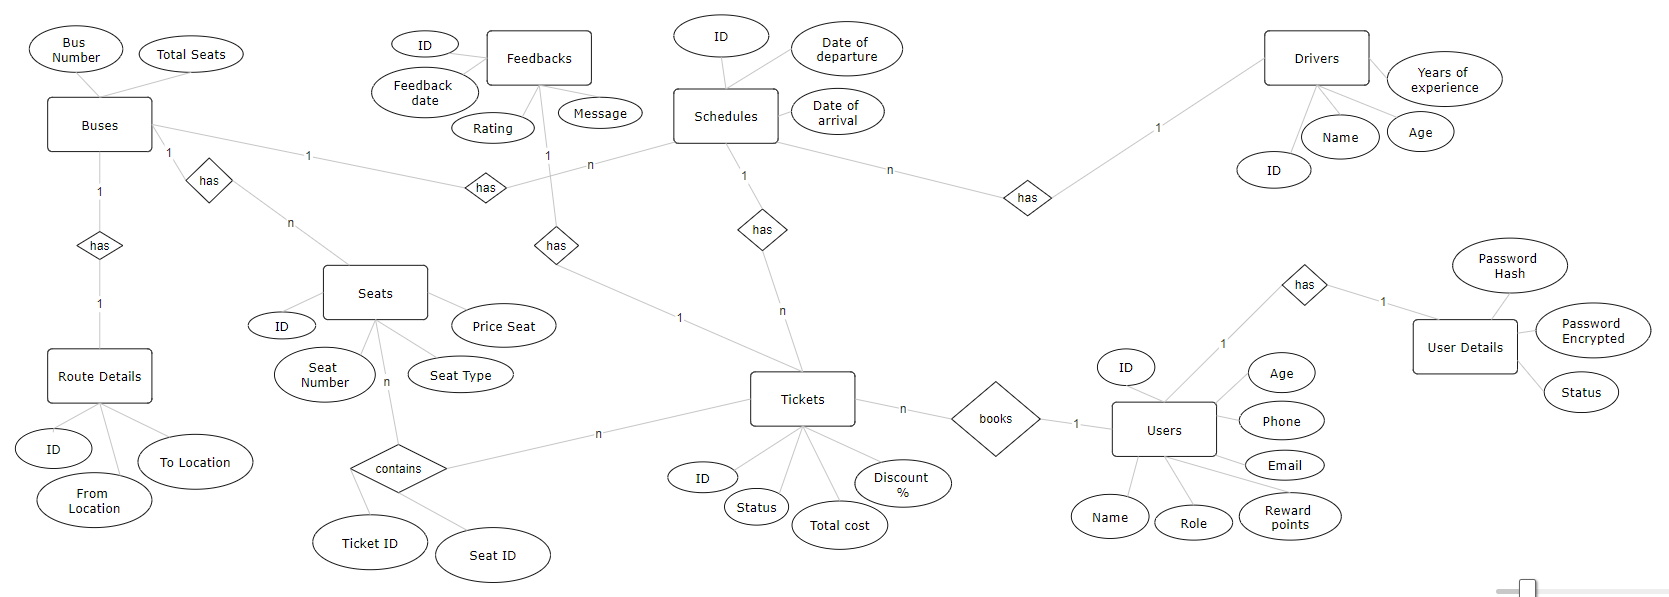 Bus
Number
Total Seats
Buses
ID
Feedbacks
Feedback
date
Rating
Message
ID
Date of
departure
Schedules
Date of
arrival
Drivers
Years of
experience
Name
Age
ID
1
1
has
n
1
has
n
1
has
n
1
has
1
1
has
n
1
n
has
1
Seats
ID
Price Seat
Seat
Number
Seat Type
n
Route Details
ID
To Location
From
Location
contains
n
Ticket ID
Seat ID
Tickets
ID
Status
Total cost
Discount
%
n
books
1
Users
ID
Age
Phone
Email
Reward
points
Role
Name
1
has
1
User Details
Password
Hash
Password
Encrypted
Status